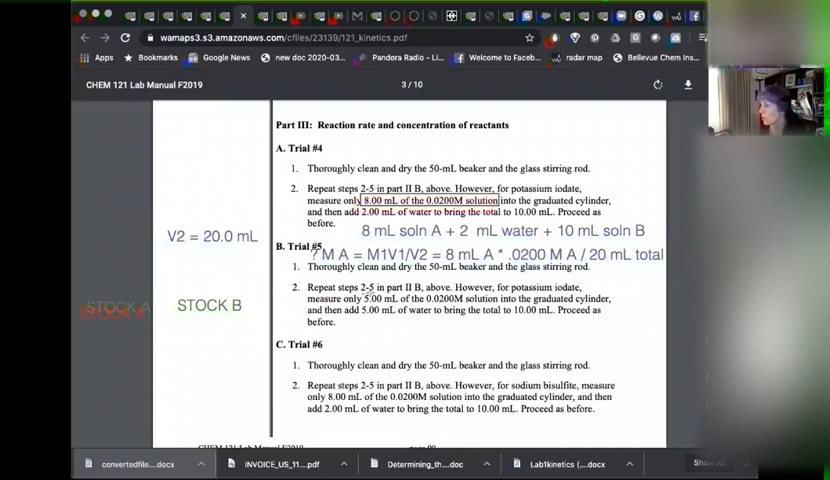 wamaps3.s3.amazonaws.com/cfiles/23139/121_kinetics.pdf
Apps Bookmarks Google News new doc 2020-03... Pandora Radio - Li... Welcome to Faceb... radar map Bellevue Chem Ins...
CHEM 121 Lab Manual F2019 3 / 10
Part III: Reaction rate and concentration of reactants
A. Trial #4
1. Thoroughly clean and dry the 50-mL beaker and the glass stirring rod.
2. Repeat steps 2-5 in part II B, above. However, for potassium iodate,
measure only 8.00 mL of the 0.0200M solution into the graduated cylinder,
and then add 2.00 mL of water to bring the total to 10.00 mL. Proceed as
before.
8 mL soln A + 2 mL water + 10 mL soln B
V2 = 20.0 mL
B. Trial #5
? M A = M1V1/V2 = 8 mL A * .0200 M A / 20 mL total
1. Thoroughly clean and dry the 50-mL beaker and the glass stirring rod.
2. Repeat steps 2-5 in part II B, above. However, for potassium iodate,
measure only 5.00 mL of the 0.0200M solution into the graduated cylinder,
and then add 5.00 mL of water to bring the total to 10.00 mL. Proceed as
before.
STOCK A
STOCK B
C. Trial #6
1. Thoroughly clean and dry the 50-mL beaker and the glass stirring rod.
2. Repeat steps 2-5 in part II B, above. However, for sodium bisulfite, measure
only 8.00 mL of the 0.0200M solution into the graduated cylinder, and then
add 2.00 mL of water to bring the total to 10.00 mL. Proceed as before.
CHEM 121 Lab Manual F2019
convertedfile....docx INVOICE_US_11....pdf Determining_th....doc Lab1kinetics (....docx Show All